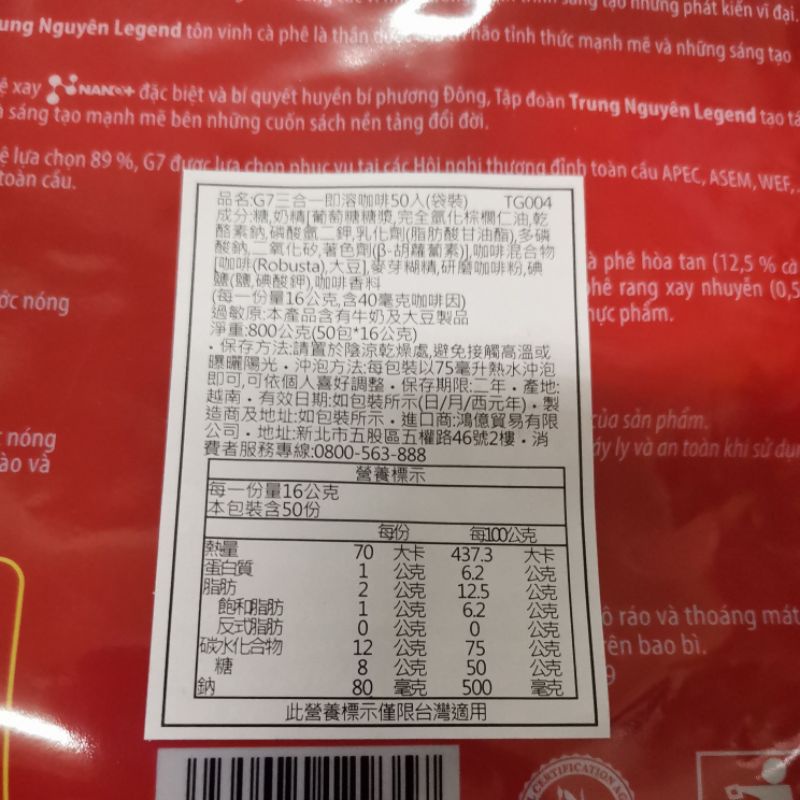 những phát kiến vĩ đại.
ung Nguyên Legend tôn vinh cà phê là thần hảo tỉnh thức mạnh mẽ và những sáng tạo
ê xay NANO+ đặc biệt và bí quyết huyền bí phương Đông, Tập đoàn Trung Nguyên Legend tạo
sáng tạo mạnh mẽ bên những cuốn sách nền tảng đổi đời.
ê lựa chọn 89 %, G7 được lựa chọn phục vụ tại các Hội nghị thượng đỉnh toàn cầu APEC, ASEM, WEF,
toàn cầu.
品名:G7三合一即溶咖啡50入(袋裝) TG004
成分:糖,奶精[葡萄糖糖漿,完全氫化棕櫚仁油,乾
酪素鈉,磷酸氫二鉀,乳化劑(脂肪酸甘油酯),多磷
酸鈉,二氧化矽,著色劑(β-胡蘿蔔素)],咖啡混合物
[咖啡(Robusta),大豆],麥芽糊精,研磨咖啡粉,碘
鹽(鹽,碘酸鉀),咖啡香料
(每一份量16公克,含40毫克咖啡因)
過敏原:本產品含有牛奶及大豆製品
淨重:800公克(50包*16公克)
・保存方法:請置於陰涼乾燥處,避免接觸高溫或
曝曬陽光・沖泡方法:每包裝以75毫升熱水沖泡
即可,可依個人喜好調整・保存期限:二年・產地:
越南・有效日期:如包裝所示(日/月/西元年)・製
造商及地址:如包裝所示・進口商:鴻億貿易有限
公司・地址:新北市五股區五權路46號2樓・消
費者服務專線:0800-563-888
營養標示
每一份量16公克
本包裝含50份
每份 每100公克
熱量 70 大卡 437.3 大卡
蛋白質 1 公克 6.2 公克
脂肪 2 公克 12.5 公克
飽和脂肪 1 公克 6.2 公克
反式脂肪 0 公克 0 公克
碳水化合物 12 公克 75 公克
糖 8 公克 50 公克
鈉 80 毫克 500 毫克
此營養標示僅限台灣適用
à phê hòa tan (12,5 % cà
hê rang xay nhuyễn (0,5
hực phẩm.
ớc nóng
của sản phẩm.
ấy ly và an toàn khi sử dụ
nóng
ào và
ô ráo và thoáng mát
rên bao bì.
9
CERTIFICATION